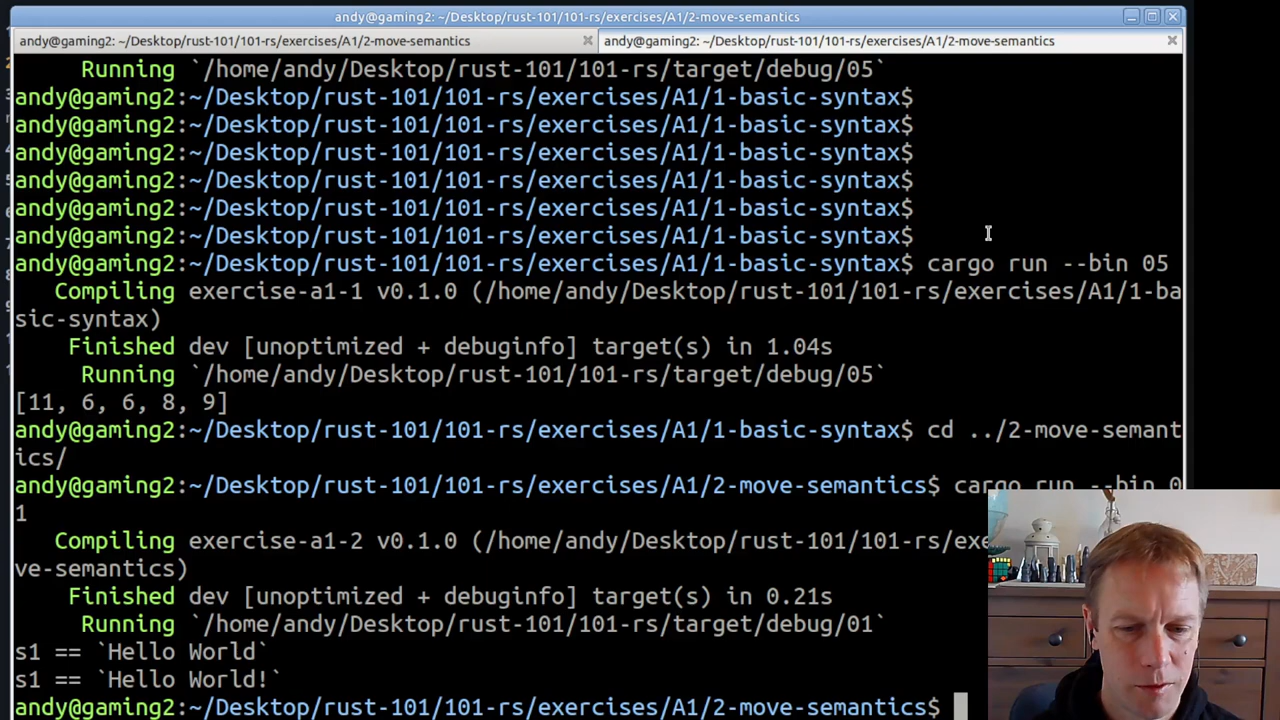 andy@gaming2: ~/Desktop/rust-101/101-rs/exercises/A1/2-move-semantics
andy@gaming2: ~/Desktop/rust-101/101-rs/exercises/A1/2-move-semantics
andy@gaming2: ~/Desktop/rust-101/101-rs/exercises/A1/2-move-semantics
Running `/home/andy/Desktop/rust-101/101-rs/target/debug/05`
andy@gaming2:~/Desktop/rust-101/101-rs/exercises/A1/1-basic-syntax$
andy@gaming2:~/Desktop/rust-101/101-rs/exercises/A1/1-basic-syntax$
andy@gaming2:~/Desktop/rust-101/101-rs/exercises/A1/1-basic-syntax$
andy@gaming2:~/Desktop/rust-101/101-rs/exercises/A1/1-basic-syntax$
andy@gaming2:~/Desktop/rust-101/101-rs/exercises/A1/1-basic-syntax$
andy@gaming2:~/Desktop/rust-101/101-rs/exercises/A1/1-basic-syntax$
andy@gaming2:~/Desktop/rust-101/101-rs/exercises/A1/1-basic-syntax$ cargo run --bin 05
Compiling exercise-a1-1 v0.1.0 (/home/andy/Desktop/rust-101/101-rs/exercises/A1/1-ba
sic-syntax)
Finished dev [unoptimized + debuginfo] target(s) in 1.04s
Running `/home/andy/Desktop/rust-101/101-rs/target/debug/05`
[11, 6, 6, 8, 9]
andy@gaming2:~/Desktop/rust-101/101-rs/exercises/A1/1-basic-syntax$ cd ../2-move-semant
ics/
andy@gaming2:~/Desktop/rust-101/101-rs/exercises/A1/2-move-semantics$ cargo run --bin 0
1
Compiling exercise-a1-2 v0.1.0 (/home/andy/Desktop/rust-101/101-rs/exe
ve-semantics)
Finished dev [unoptimized + debuginfo] target(s) in 0.21s
Running `/home/andy/Desktop/rust-101/101-rs/target/debug/01`
s1 == `Hello World`
s1 == `Hello World!`
andy@gaming2:~/Desktop/rust-101/101-rs/exercises/A1/2-move-semantics$